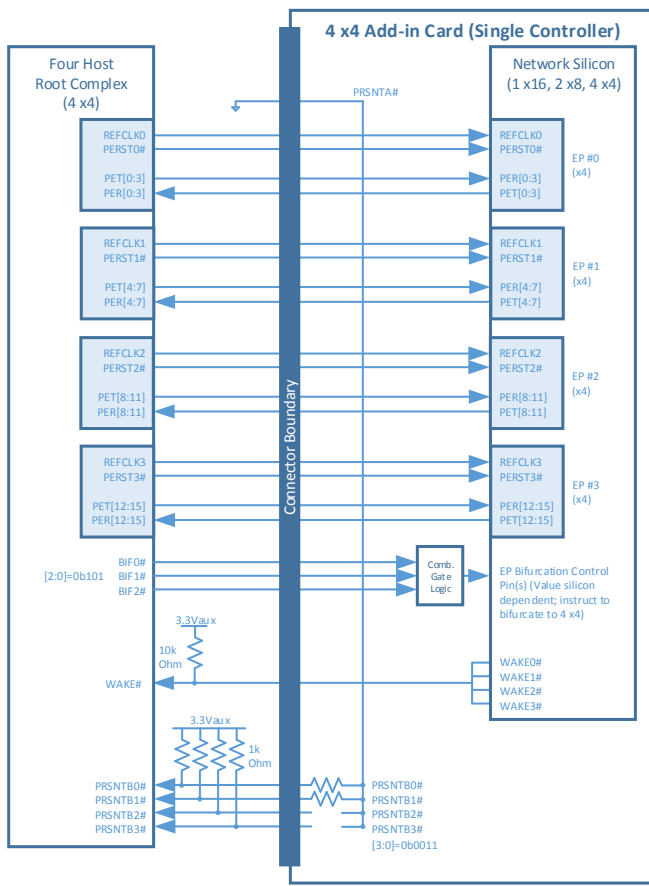 4 x4 Add-in Card (Single Controller)
Four Host
Root Complex
(4 x4)
Network Silicon
(1 x16, 2 x8, 4 x4)
PRSNTA#
REFCLK0
PERST0#
PET[0:3]
PER[0:3]
REFCLK0
PERST0#
PER[0:3]
PET[0:3]
EP #0
(x4)
REFCLK1
PERST1#
PET[4:7]
PER[4:7]
REFCLK1
PERST1#
PER[4:7]
PET[4:7]
EP #1
(x4)
REFCLK2
PERST2#
PET[8:11]
PER[8:11]
REFCLK2
PERST2#
PER[8:11]
PET[8:11]
EP #2
(x4)
Connector Boundary
REFCLK3
PERST3#
PET[12:15]
PER[12:15]
REFCLK3
PERST3#
PER[12:15]
PET[12:15]
EP #3
(x4)
[2:0]=0b101
BIF0#
BIF1#
BIF2#
Comb.
Gate
Logic
EP Bifurcation Control
Pin(s) (Value silicon
dependent; instruct to
bifurcate to 4 x4)
3.3Vaux
10k
Ohm
WAKE#
WAKE0#
WAKE1#
WAKE2#
WAKE3#
3.3Vaux
1k
Ohm
PRSNTB0#
PRSNTB1#
PRSNTB2#
PRSNTB3#
PRSNTB0#
PRSNTB1#
PRSNTB2#
PRSNTB3#
[3:0]=0b0011